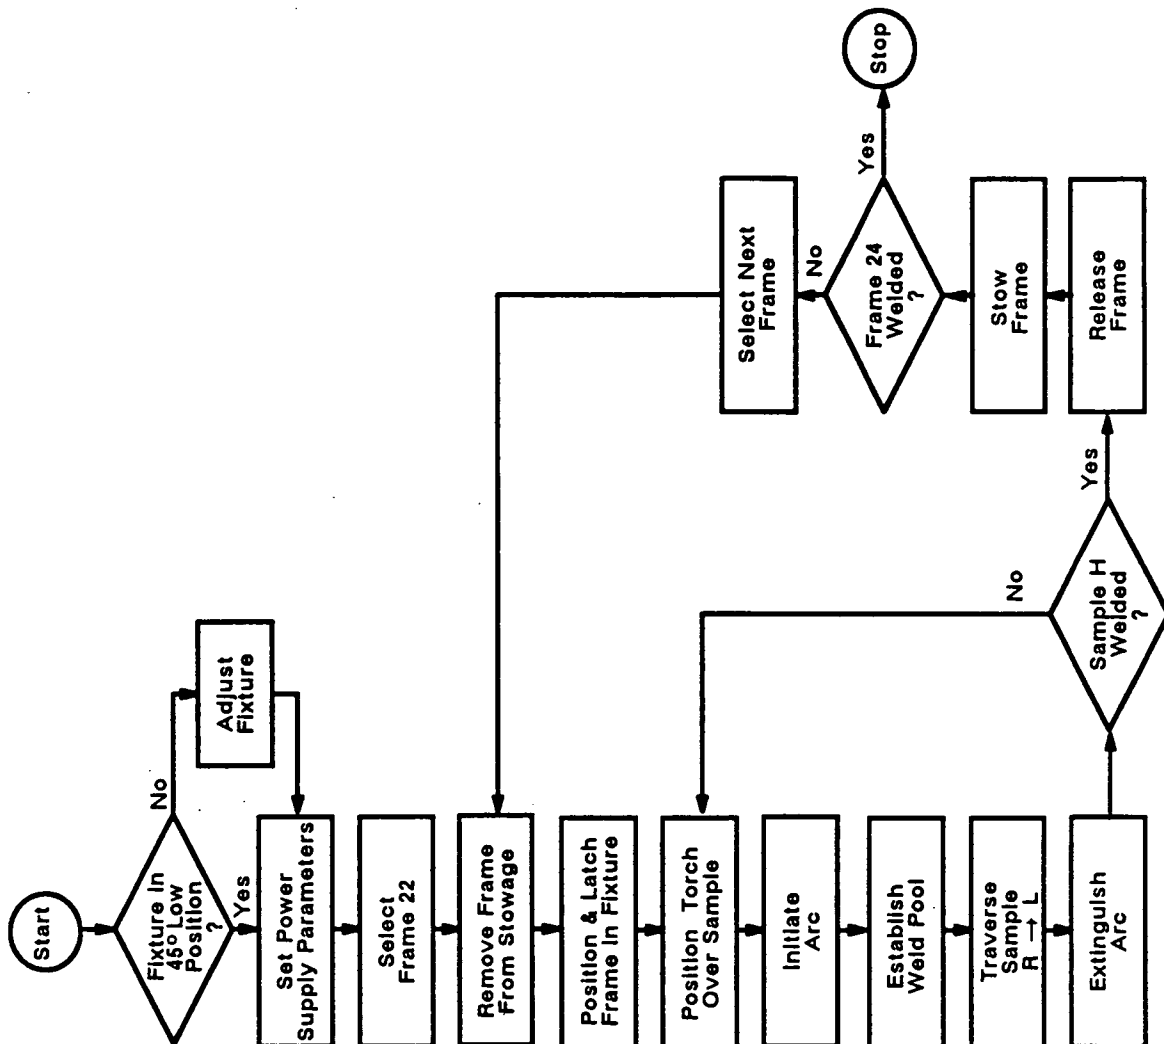 Start
Fixture In
45° Low
Position
?
No
Adjust
Fixture
Yes
Set Power
Supply Parameters
Select
Frame 22
Remove Frame
From Stowage
Position & Latch
Frame In Fixture
Position Torch
Over Sample
Initiate
Arc
Establish
Weld Pool
Traverse
Sample
R → L
Extinguish
Arc
Sample H
Welded
?
No
Yes
Release
Frame
Stow
Frame
Frame 24
Welded
?
No
Select Next
Frame
Yes
Stop